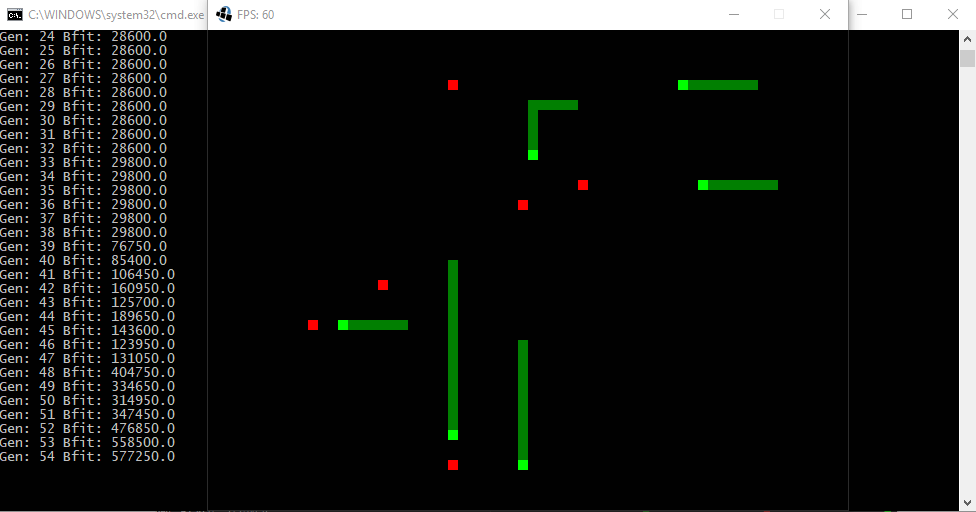 C:\WINDOWS\system32\cmd.exe
FPS: 60
Gen: 24 Bfit: 28600.0
Gen: 25 Bfit: 28600.0
Gen: 26 Bfit: 28600.0
Gen: 27 Bfit: 28600.0
Gen: 28 Bfit: 28600.0
Gen: 29 Bfit: 28600.0
Gen: 30 Bfit: 28600.0
Gen: 31 Bfit: 28600.0
Gen: 32 Bfit: 28600.0
Gen: 33 Bfit: 29800.0
Gen: 34 Bfit: 29800.0
Gen: 35 Bfit: 29800.0
Gen: 36 Bfit: 29800.0
Gen: 37 Bfit: 29800.0
Gen: 38 Bfit: 29800.0
Gen: 39 Bfit: 76750.0
Gen: 40 Bfit: 85400.0
Gen: 41 Bfit: 106450.0
Gen: 42 Bfit: 160950.0
Gen: 43 Bfit: 125700.0
Gen: 44 Bfit: 189650.0
Gen: 45 Bfit: 143600.0
Gen: 46 Bfit: 123950.0
Gen: 47 Bfit: 131050.0
Gen: 48 Bfit: 404750.0
Gen: 49 Bfit: 334650.0
Gen: 50 Bfit: 314950.0
Gen: 51 Bfit: 347450.0
Gen: 52 Bfit: 476850.0
Gen: 53 Bfit: 558500.0
Gen: 54 Bfit: 577250.0